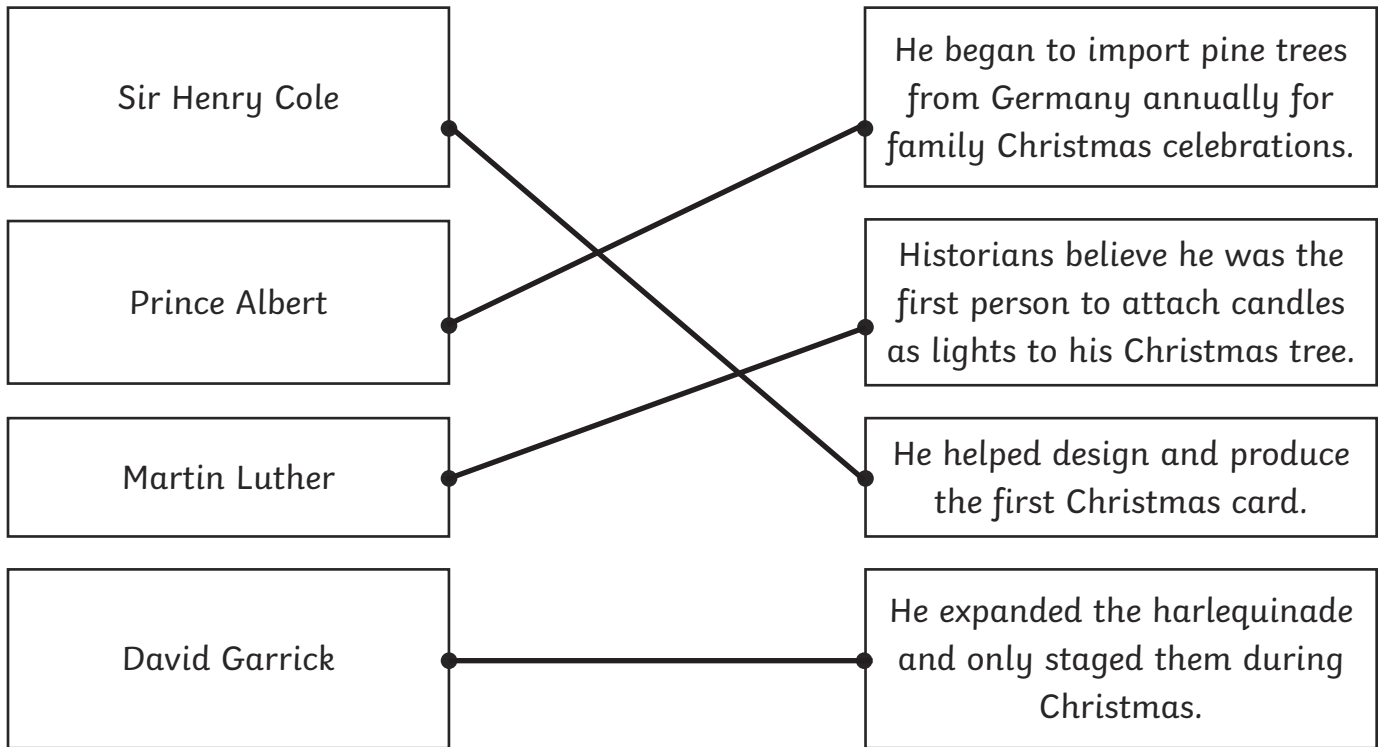 Sir Henry Cole
He began to import pine trees
from Germany annually for
family Christmas celebrations.
Prince Albert
Historians believe he was the
first person to attach candles
as lights to his Christmas tree.
Martin Luther
He helped design and produce
the first Christmas card.
David Garrick
He expanded the harlequinade
and only staged them during
Christmas.